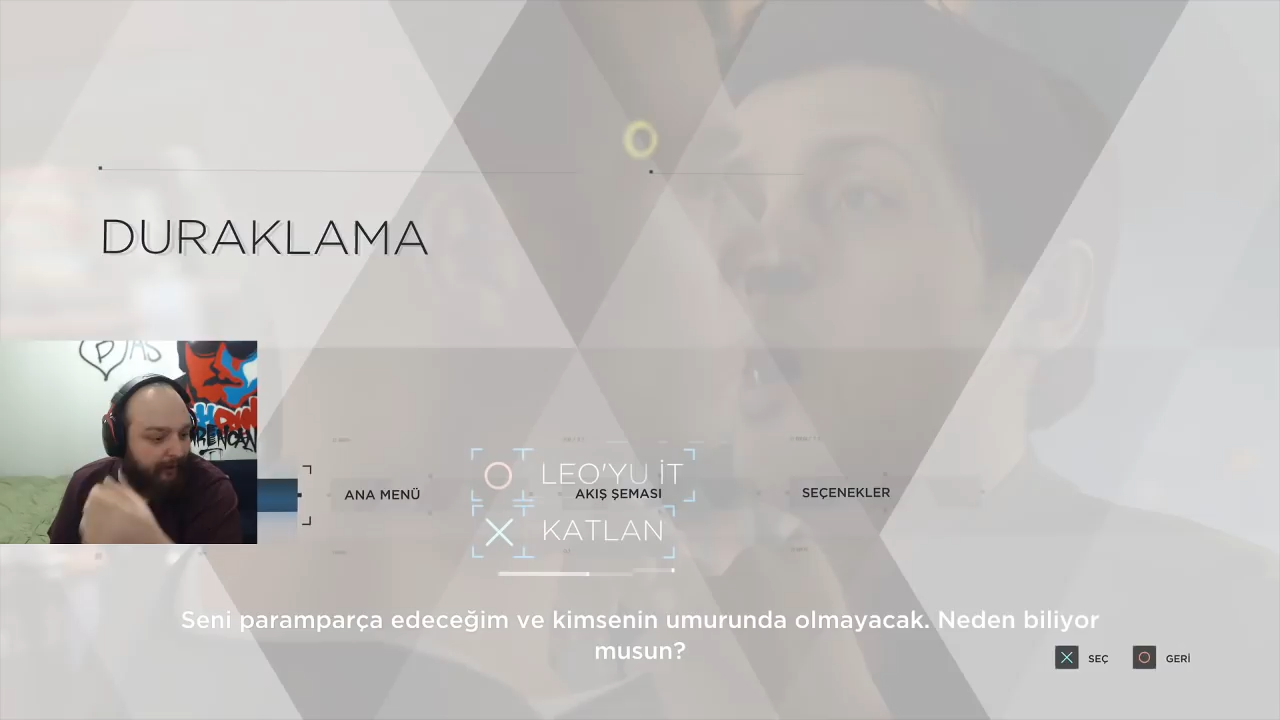 DURAKLAMA
LEO'YU İT
ANA MENÜ
AKIŞ ŞEMASI
SEÇENEKLER
KATLAN
Seni paramparça edeceğim ve kimsenin umurunda olmayacak. Neden biliyor
musun?
SEÇ
GERİ